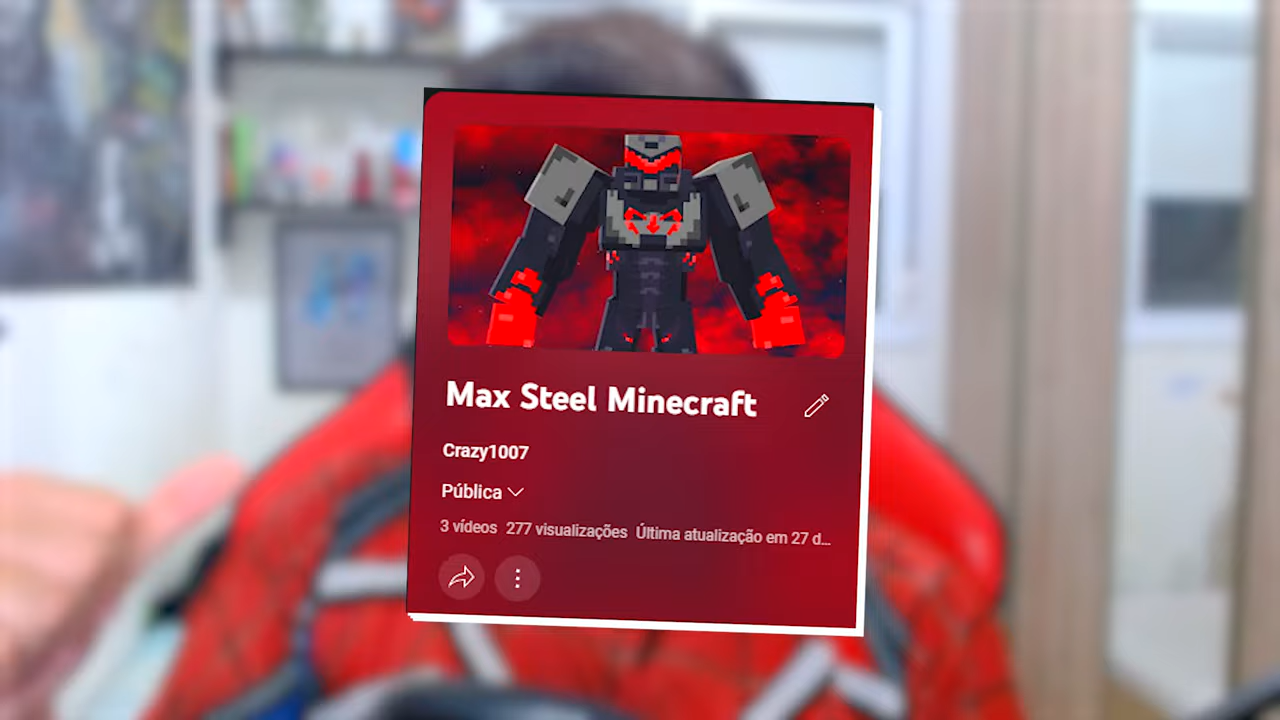 Max Steel Minecraft
Crazy1007
Pública
3 vídeos 277 visualizações Última atualização em 27 d...